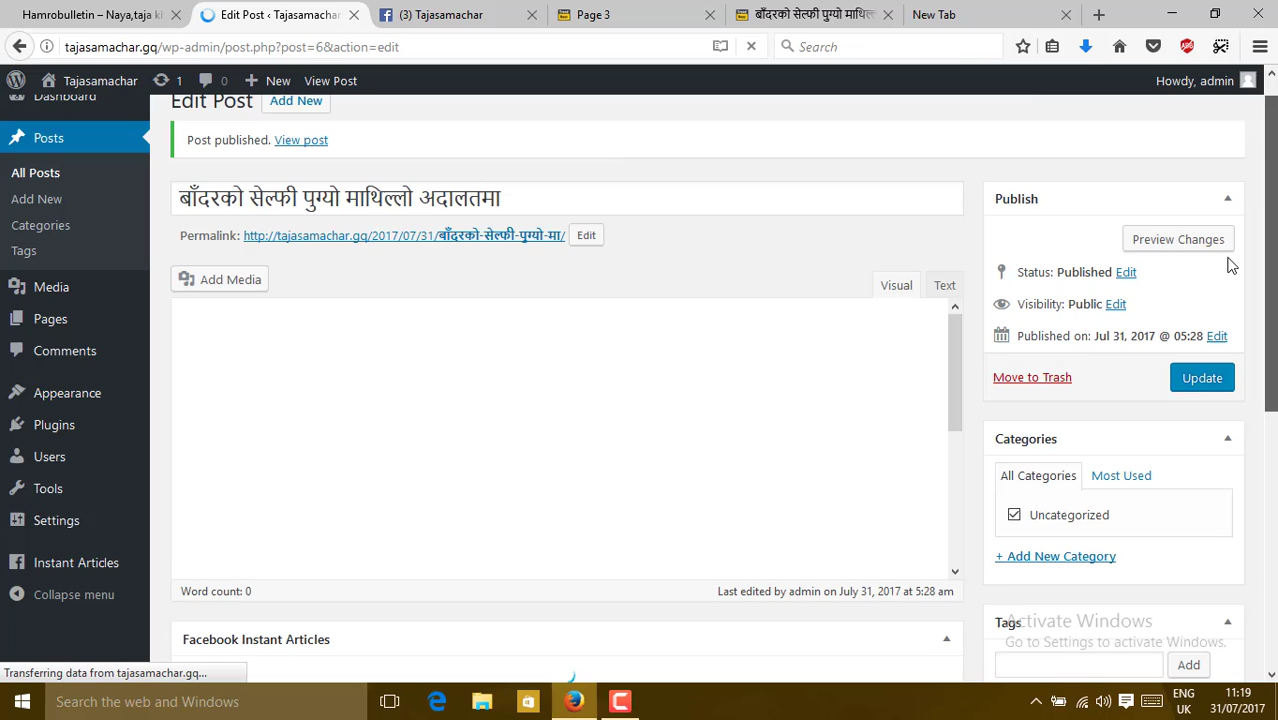 Hamrobulletin – Naya,taja k
Edit Post ‹ Tajasamachar
(3) Tajasamachar
Page 3
बाँदरको सेल्फी पुग्यो माथिल्ल
New Tab
tajasamachar.gq/wp-admin/post.php?post=6&action=edit
Search
Tajasamachar
1
0
New
View Post
Howdy, admin
Dashboard
Edit Post
Add New
Posts
Post published. View post
All Posts
Add New
Categories
Tags
Media
Pages
Comments
Appearance
Plugins
Users
Tools
Settings
Instant Articles
Collapse menu
बाँदरको सेल्फी पुग्यो माथिल्लो अदालतमा
Permalink: http://tajasamachar.gq/2017/07/31/बाँदरको-सेल्फी-पुग्यो-मा/ Edit
Add Media
Visual
Text
Word count: 0
Last edited by admin on July 31, 2017 at 5:28 am
Facebook Instant Articles
Publish
Preview Changes
Status: Published Edit
Visibility: Public Edit
Published on: Jul 31, 2017 @ 05:28 Edit
Move to Trash
Update
Categories
All Categories
Most Used
Uncategorized
+ Add New Category
Tags
Add
Activate Windows
Go to Settings to activate Windows.
Transferring data from tajasamachar.gq...
Search the web and Windows
ENG
UK
11:19
31/07/2017